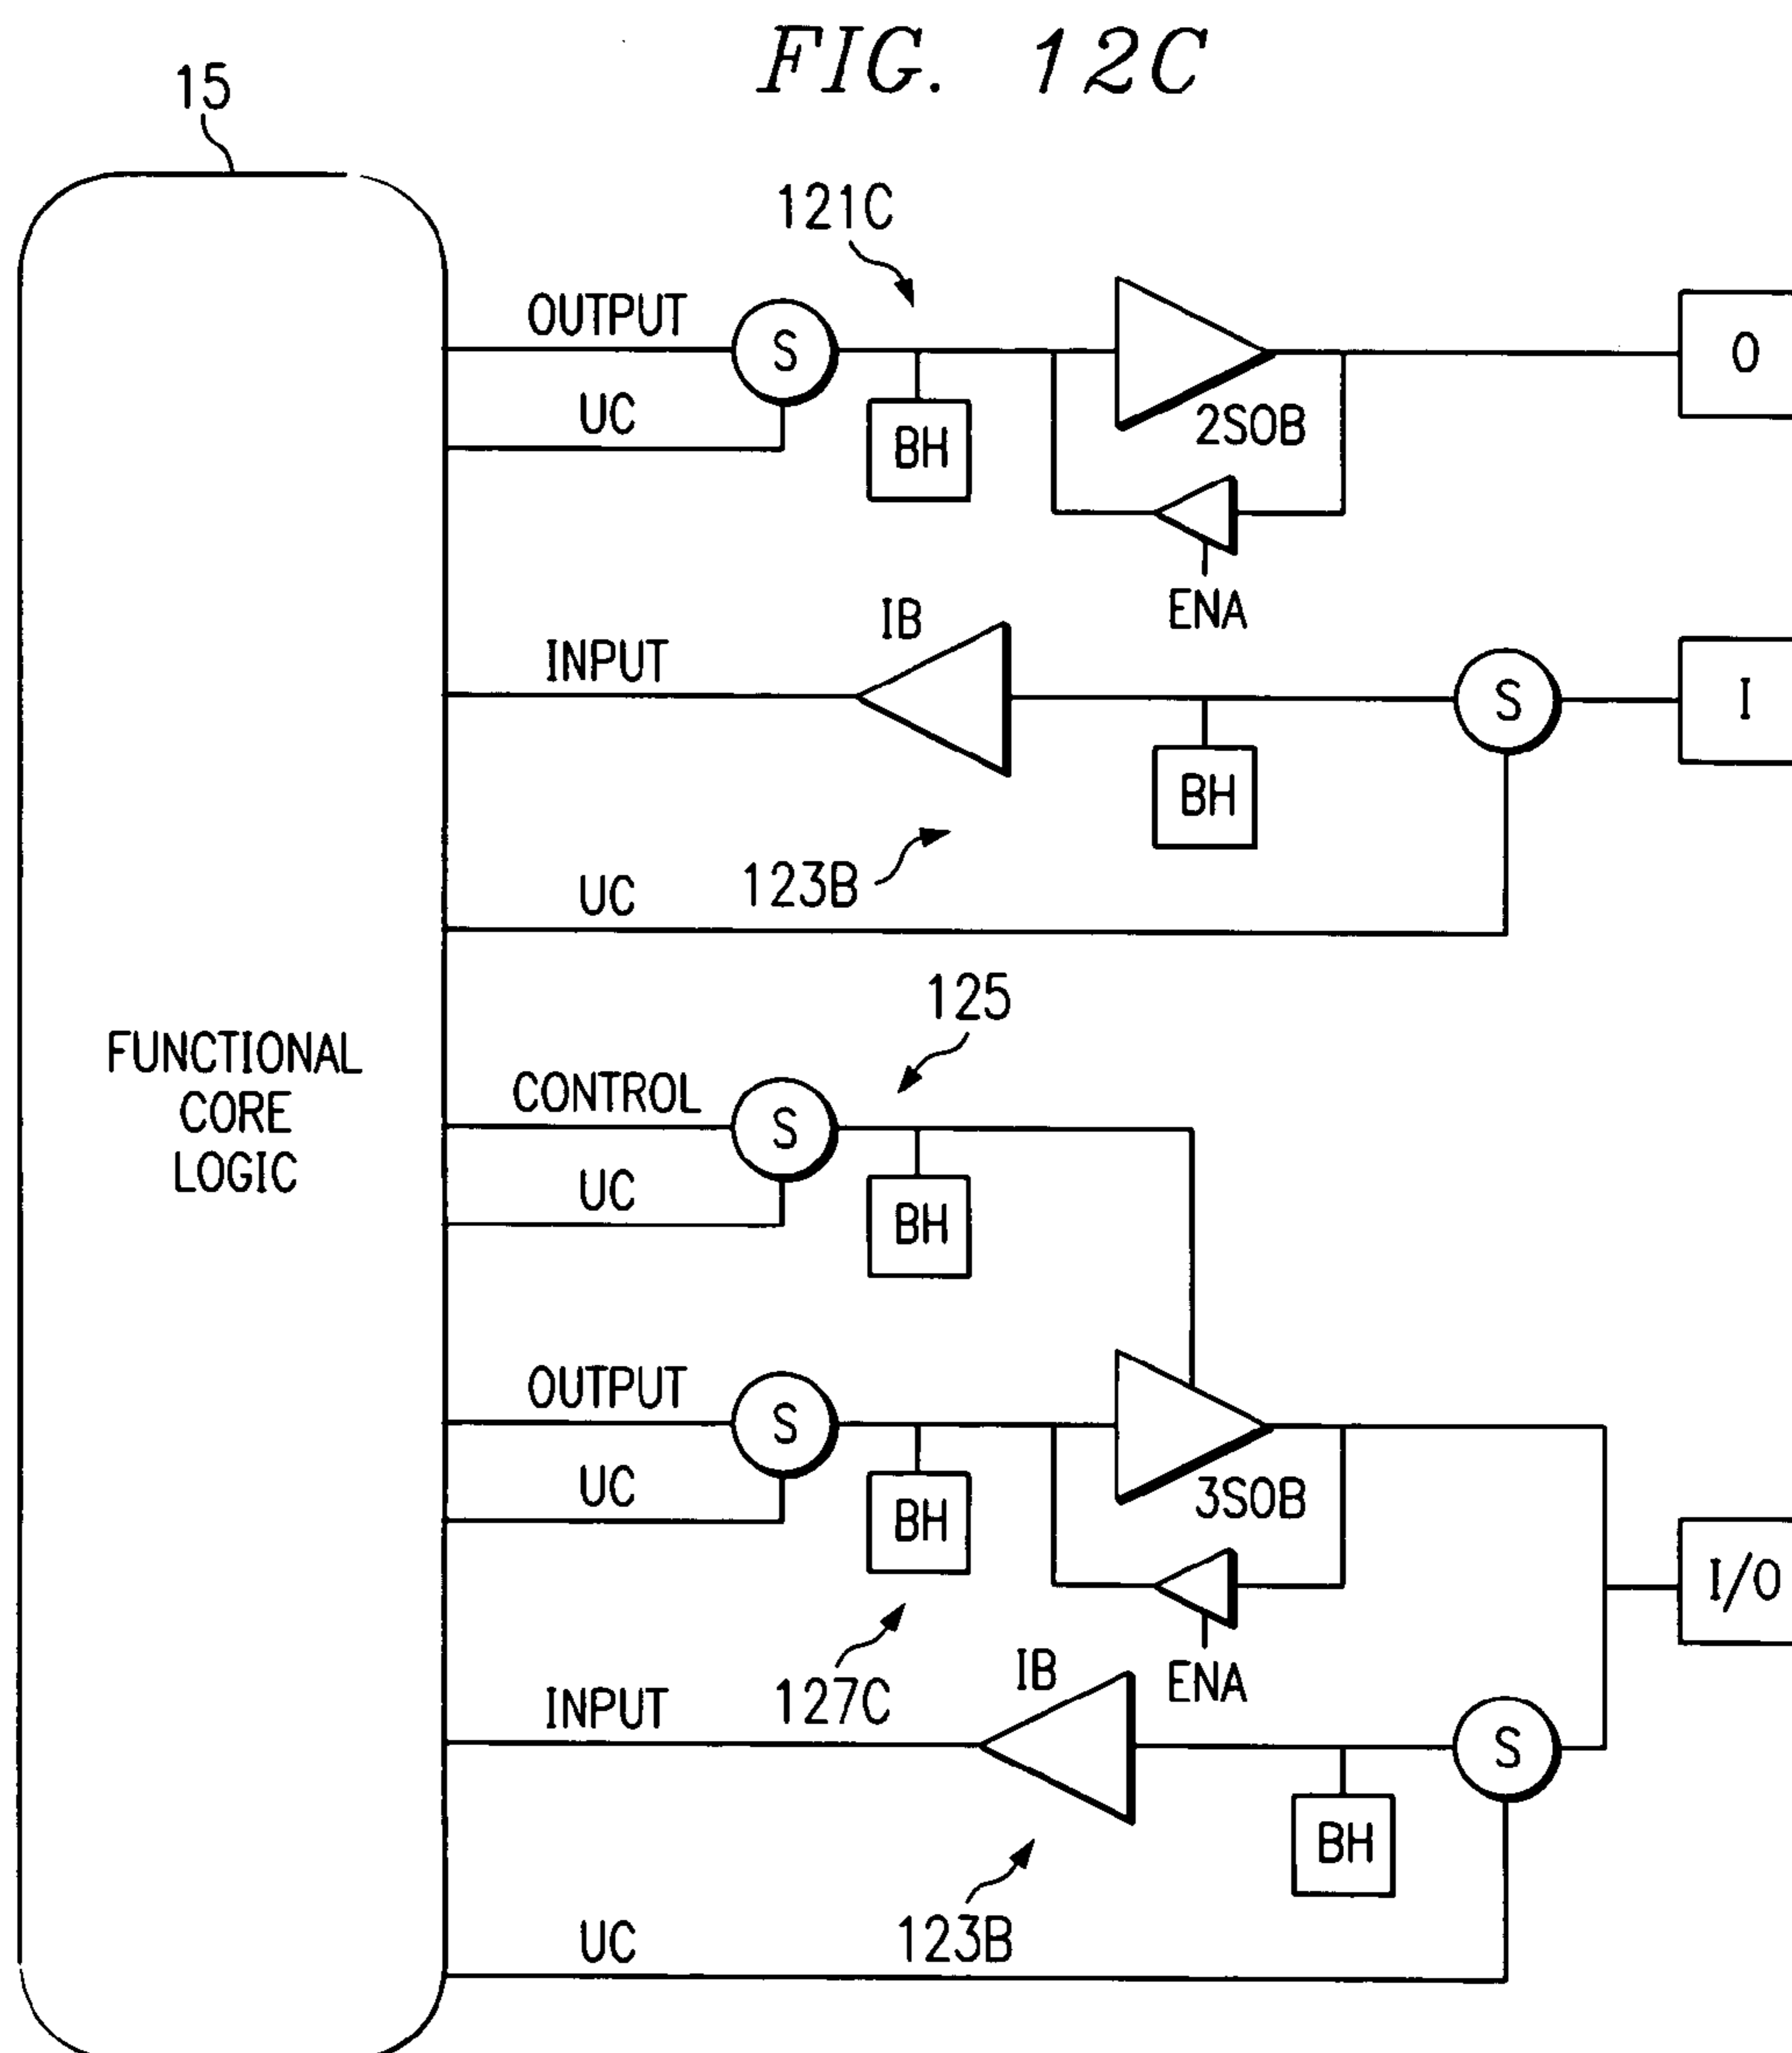 FIG. 12C
15
121C
OUTPUT
S
O
UC
BH
2SOB
ENA
IB
INPUT
S
I
BH
123B
UC
125
FUNCTIONAL
CORE
LOGIC
CONTROL
S
UC
BH
OUTPUT
S
UC
BH
3SOB
I/O
127C
ENA
IB
INPUT
S
BH
123B
UC